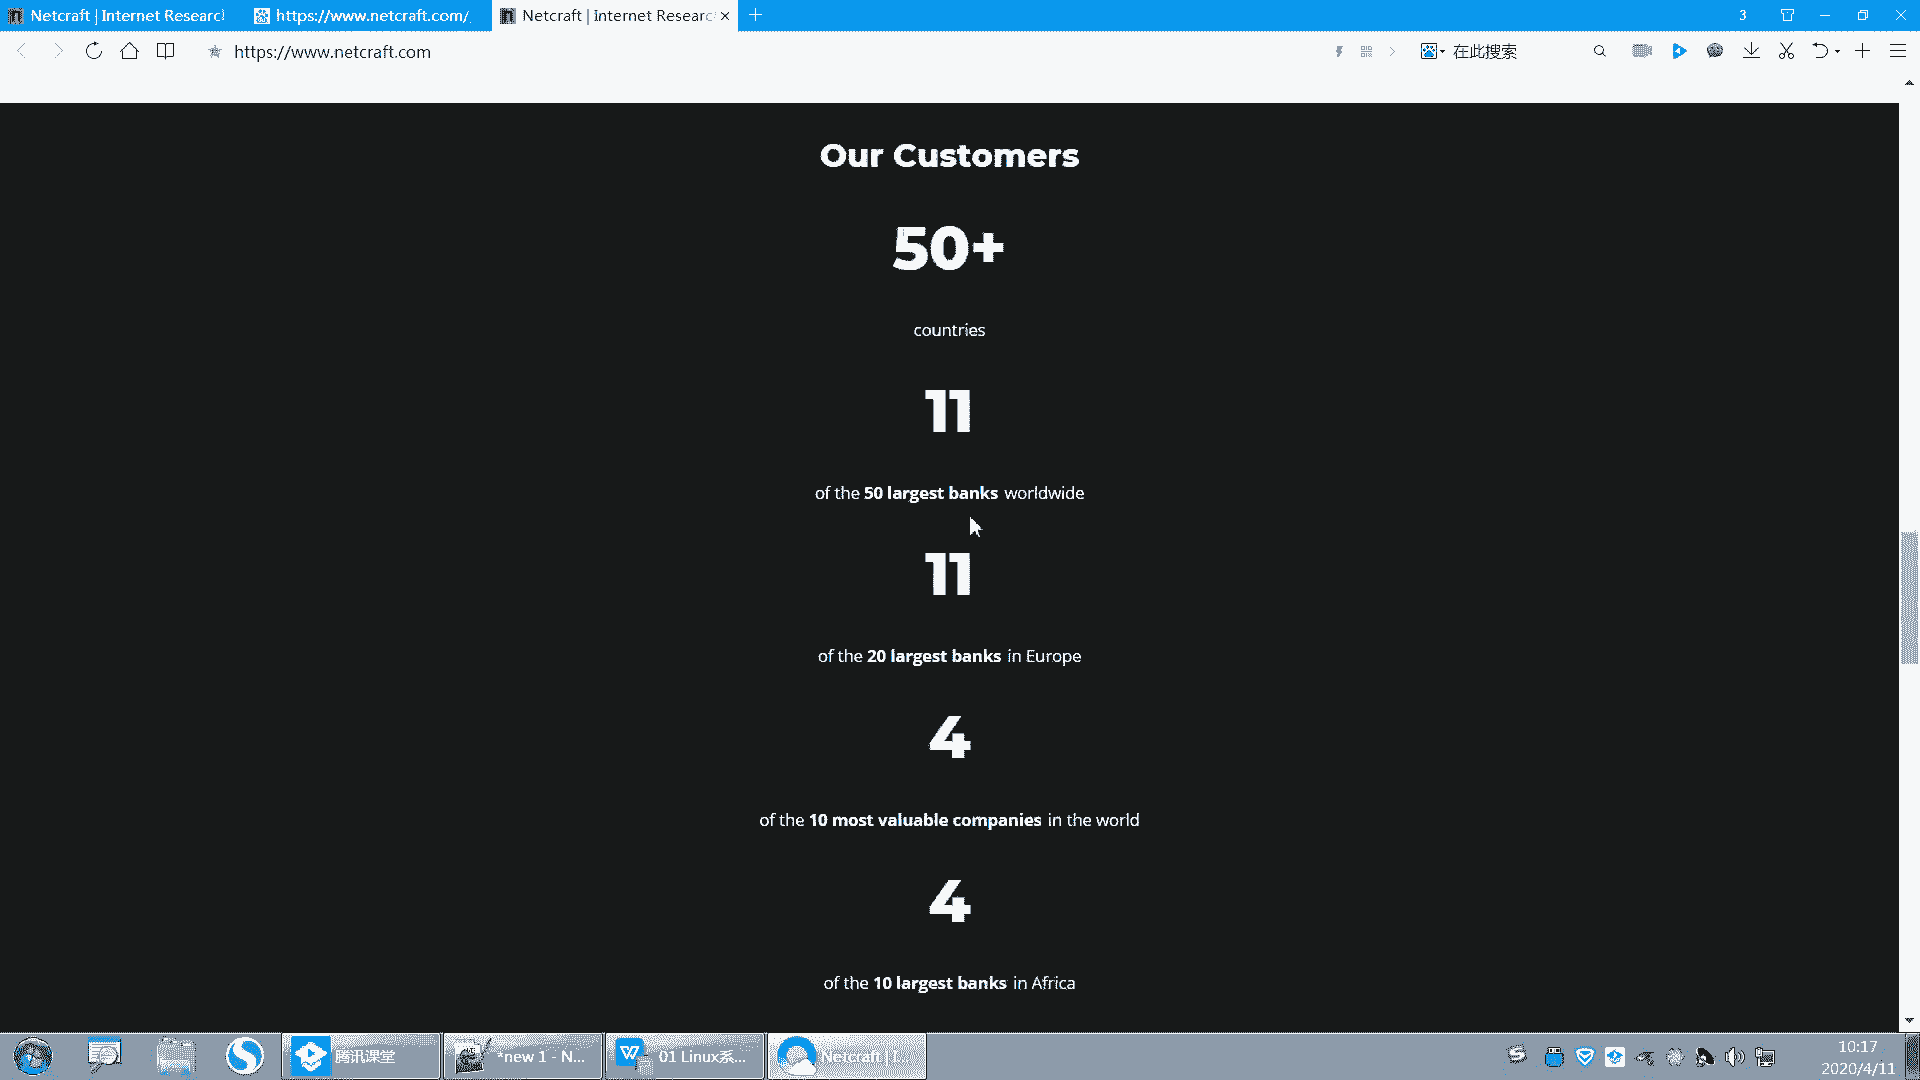 Netcraft | Internet Research
https://www.netcraft.com/
Netcraft | Internet Researc
3
https://www.netcraft.com
在此搜索
Our Customers
50+
countries
11
of the 50 largest banks worldwide
11
of the 20 largest banks in Europe
4
of the 10 most valuable companies in the world
4
of the 10 largest banks in Africa
腾讯课堂
*new 1 - N...
01 Linux系...
Netcraft | I...
10:17
2020/4/11